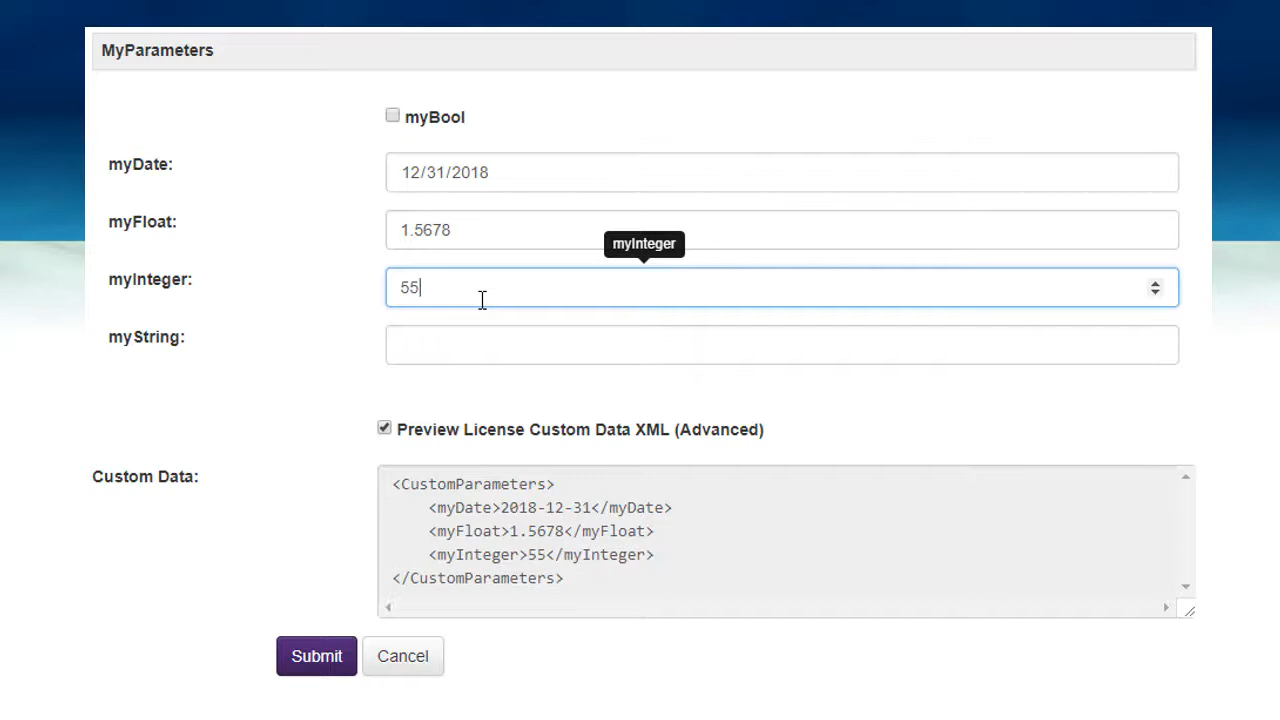 MyParameters
myBool
myDate:
12/31/2018
myFloat:
1.5678
myInteger
myInteger:
55
myString:
Preview License Custom Data XML (Advanced)
Custom Data:
<CustomParameters>
<myDate>2018-12-31</myDate>
<myFloat>1.5678</myFloat>
<myInteger>55</myInteger>
</CustomParameters>
Submit
Cancel